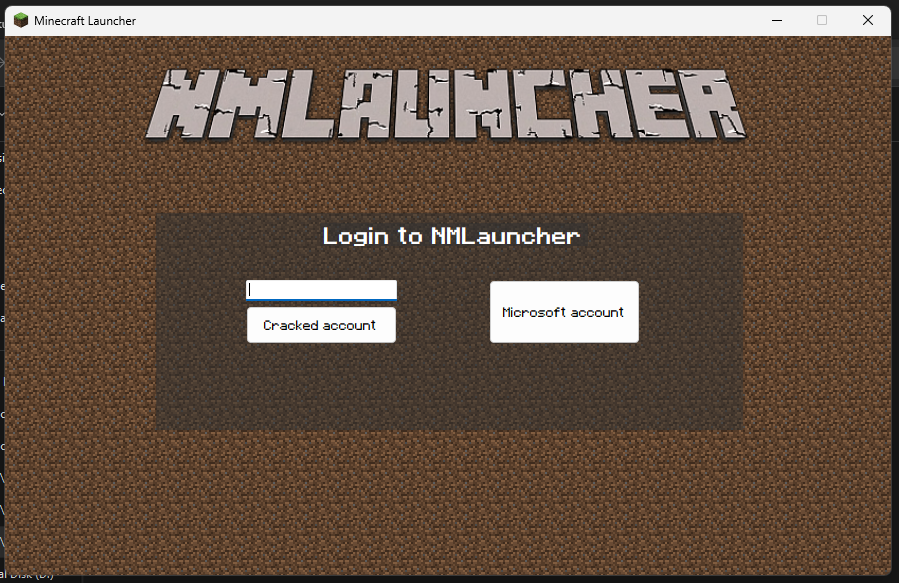 Minecraft Launcher
NMLAUNCHER
Login to NMLauncher
Cracked account
Microsoft account